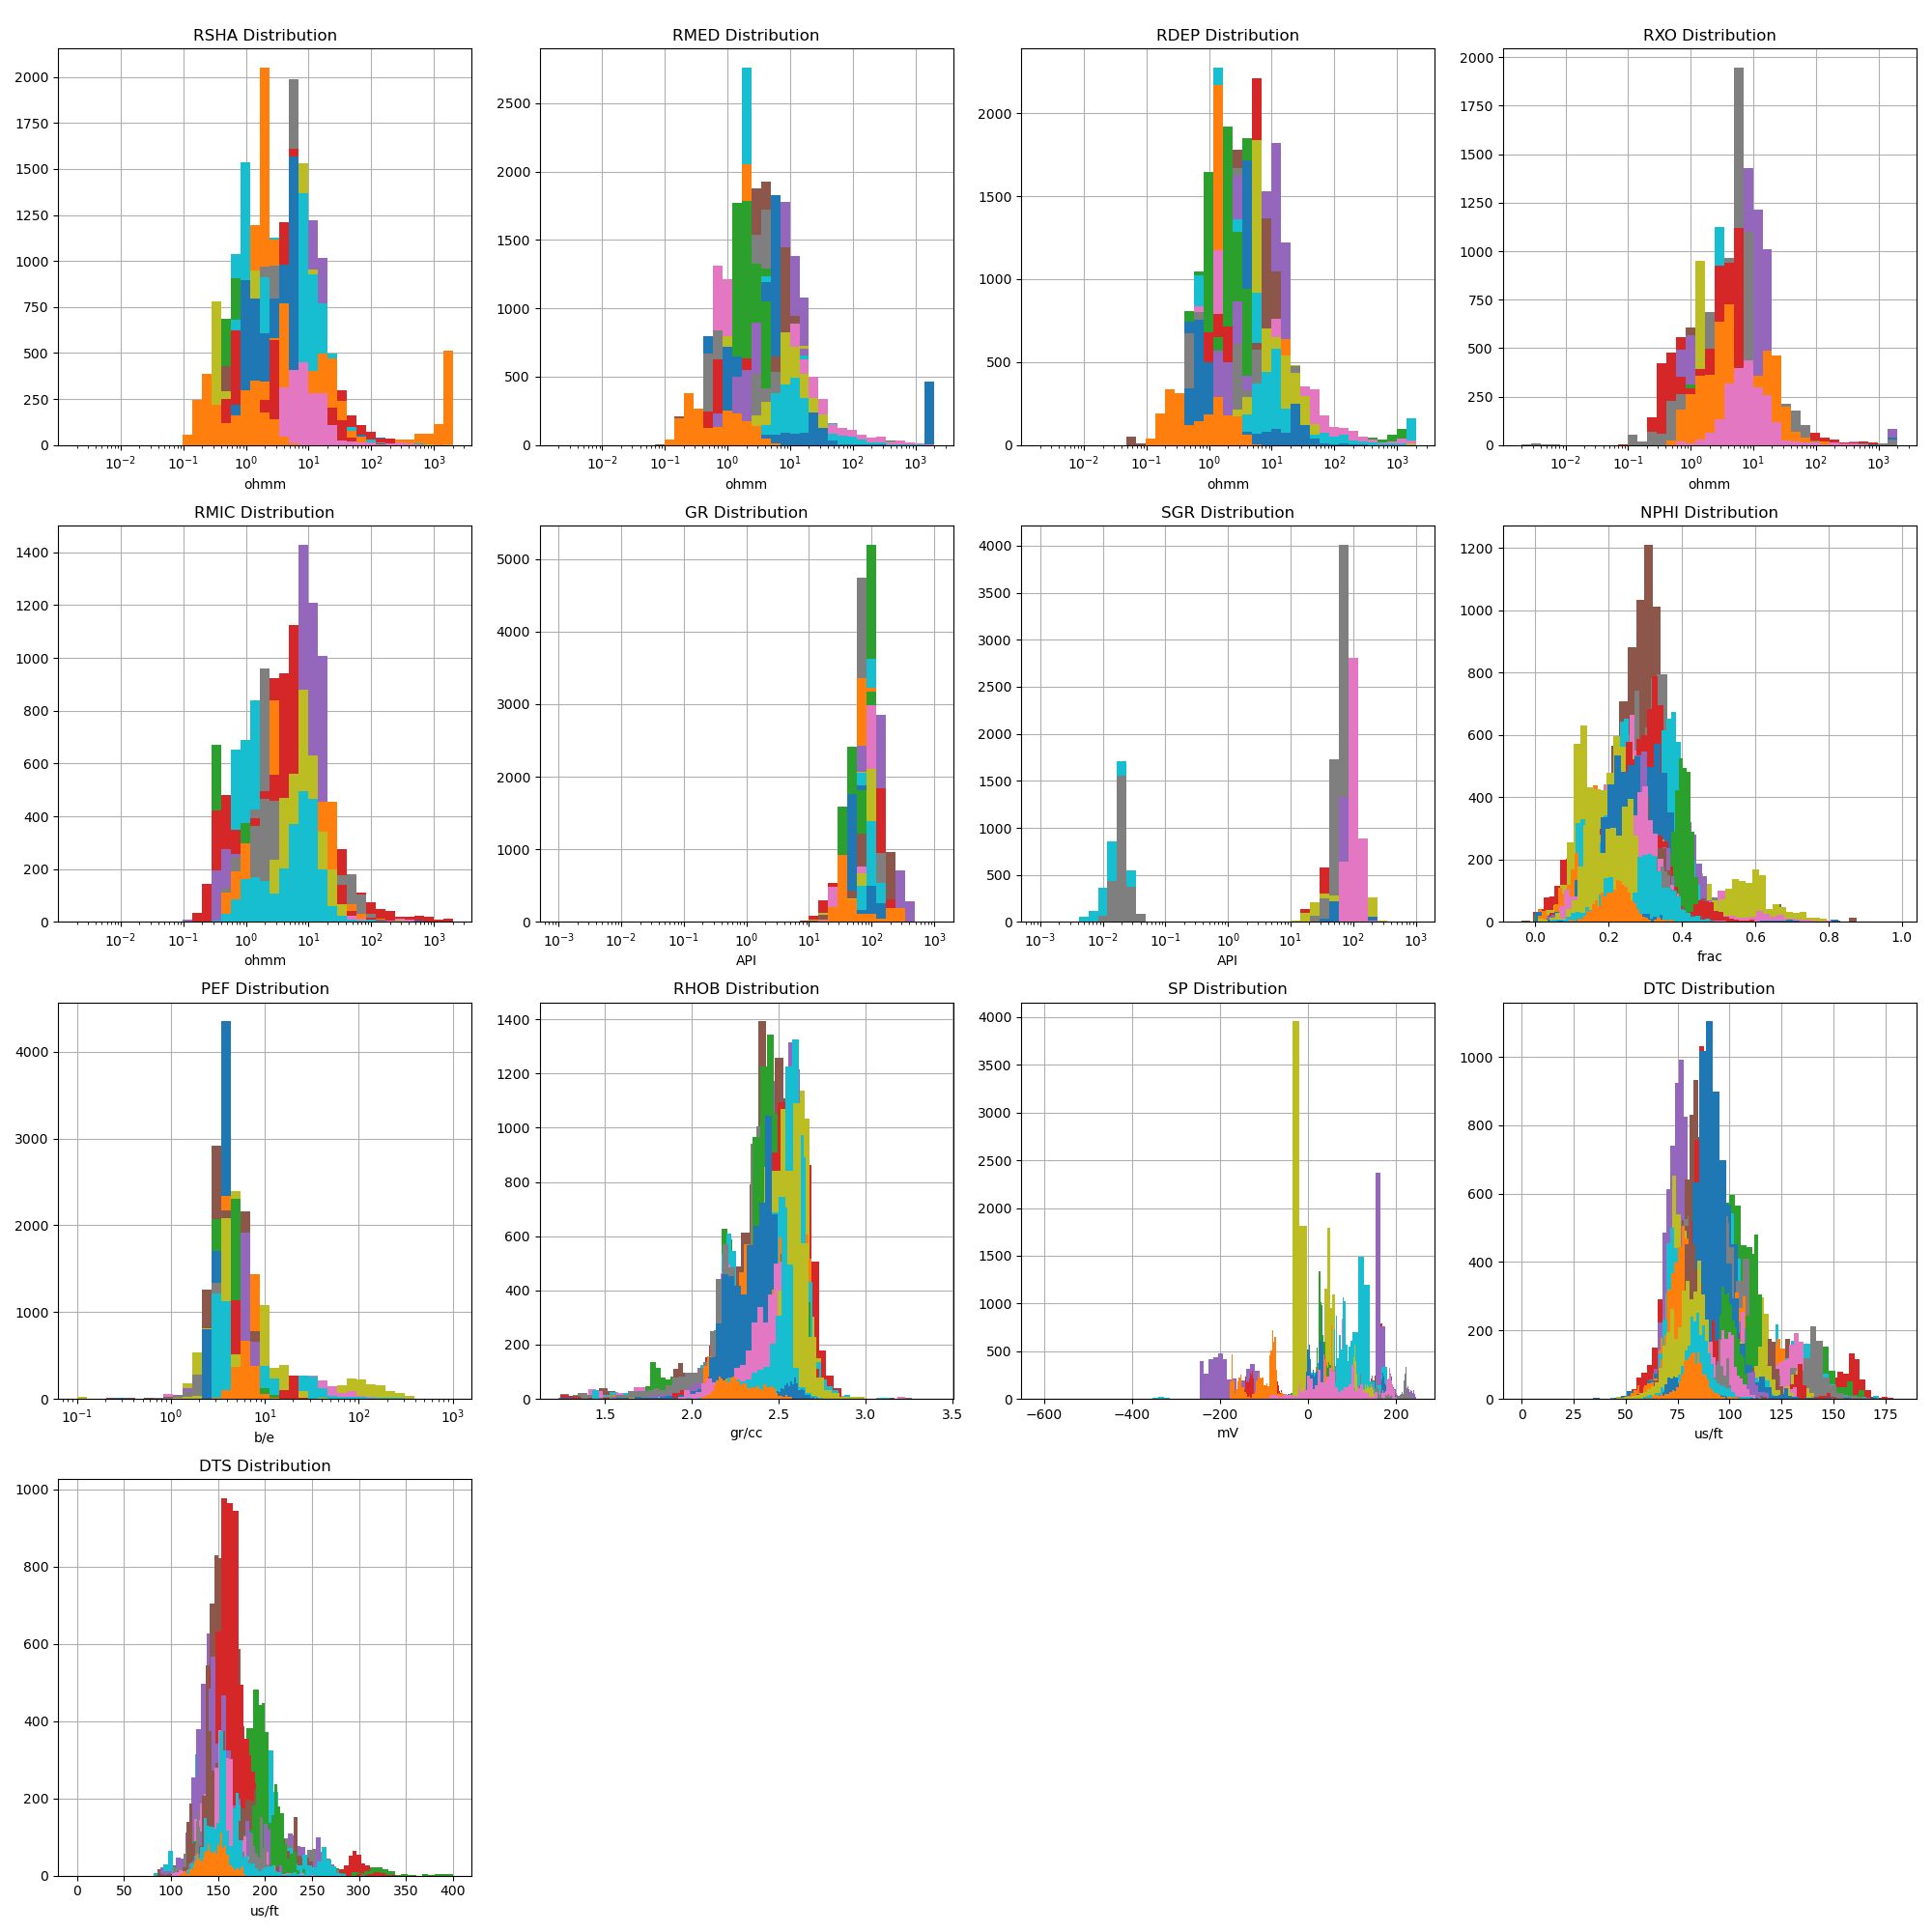 RSHA Distribution
2000
1750
1500
1250
1000
750
500
250
0
10⁻² 10⁻¹ 10⁰ 10¹ 10² 10³
ohmm
RMED Distribution
2500
2000
1500
1000
500
0
10⁻² 10⁻¹ 10⁰ 10¹ 10² 10³
ohmm
RDEP Distribution
2000
1500
1000
500
0
10⁻² 10⁻¹ 10⁰ 10¹ 10² 10³
ohmm
RXO Distribution
2000
1750
1500
1250
1000
750
500
250
0
10⁻² 10⁻¹ 10⁰ 10¹ 10² 10³
ohmm
RMIC Distribution
1400
1200
1000
800
600
400
200
0
10⁻² 10⁻¹ 10⁰ 10¹ 10² 10³
ohmm
GR Distribution
5000
4000
3000
2000
1000
0
10⁻³ 10⁻² 10⁻¹ 10⁰ 10¹ 10² 10³
API
SGR Distribution
4000
3500
3000
2500
2000
1500
1000
500
0
10⁻³ 10⁻² 10⁻¹ 10⁰ 10¹ 10² 10³
API
NPHI Distribution
1200
1000
800
600
400
200
0
0.0 0.2 0.4 0.6 0.8 1.0
frac
PEF Distribution
4000
3000
2000
1000
0
10⁻¹ 10⁰ 10¹ 10² 10³
b/e
RHOB Distribution
1400
1200
1000
800
600
400
200
0
1.5 2.0 2.5 3.0 3.5
gr/cc
SP Distribution
4000
3500
3000
2500
2000
1500
1000
500
0
−600 −400 −200 0 200
mV
DTC Distribution
1000
800
600
400
200
0
0 25 50 75 100 125 150 175
us/ft
DTS Distribution
1000
800
600
400
200
0
0 50 100 150 200 250 300 350 400
us/ft